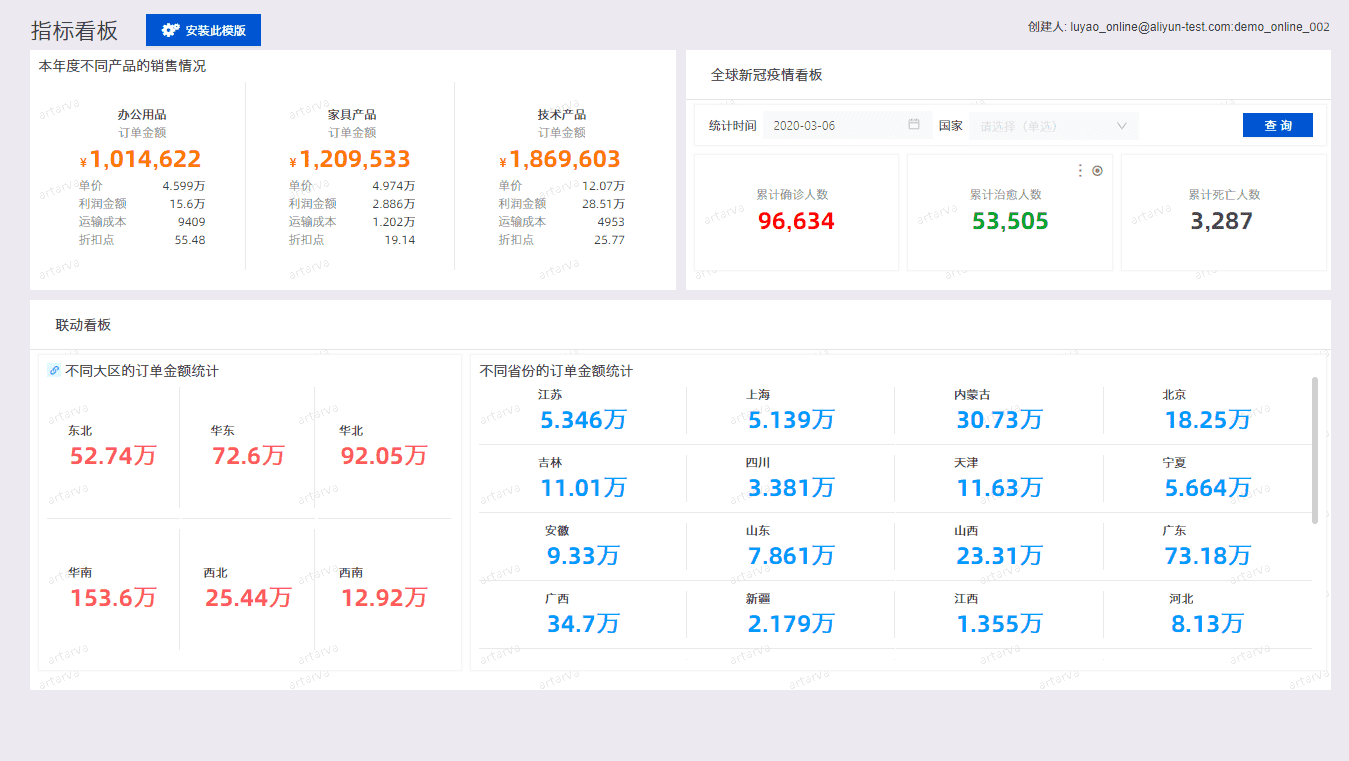 指标看板
安装此模版
创建人: luyao_online@aliyun-test.com:demo_online_002
本年度不同产品的销售情况
办公用品
订单金额
¥1,014,622
单价 4.599万
利润金额 15.6万
运输成本 9409
折扣点 55.48
家具产品
订单金额
¥1,209,533
单价 4.974万
利润金额 2.886万
运输成本 1.202万
折扣点 19.14
技术产品
订单金额
¥1,869,603
单价 12.07万
利润金额 28.51万
运输成本 4953
折扣点 25.77
全球新冠疫情看板
统计时间 2020-03-06 国家 请选择（单选） 查 询
累计确诊人数
96,634
累计治愈人数
53,505
累计死亡人数
3,287
联动看板
不同大区的订单金额统计
东北 华东 华北
52.74万 72.6万 92.05万
华南 西北 西南
153.6万 25.44万 12.92万
不同省份的订单金额统计
江苏 上海 内蒙古 北京
5.346万 5.139万 30.73万 18.25万
吉林 四川 天津 宁夏
11.01万 3.381万 11.63万 5.664万
安徽 山东 山西 广东
9.33万 7.861万 23.31万 73.18万
广西 新疆 江西 河北
34.7万 2.179万 1.355万 8.13万
artarva